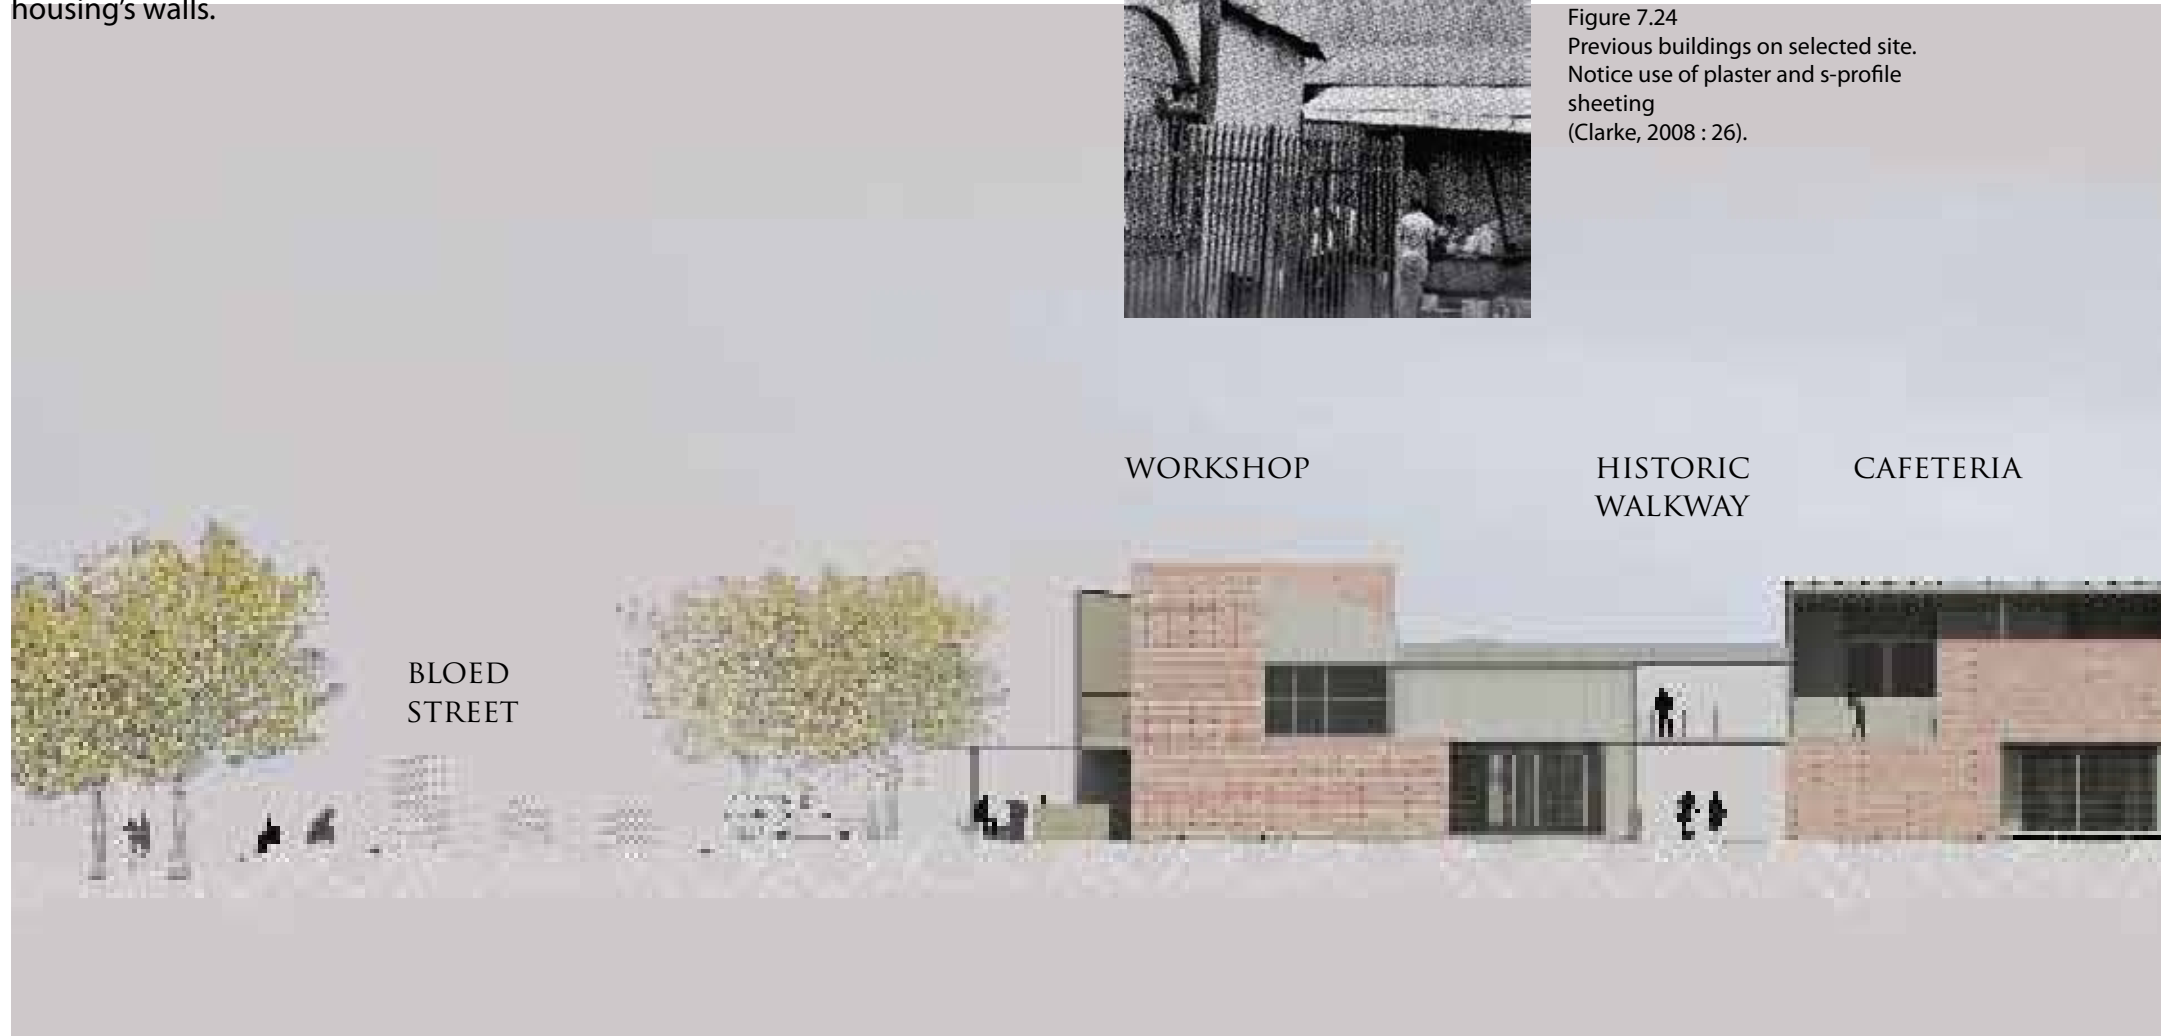 housing's walls.
Figure 7.24
Previous buildings on selected site.
Notice use of plaster and s-profile
sheeting
(Clarke, 2008 : 26).
WORKSHOP
HISTORIC
WALKWAY
CAFETERIA
BLOED
STREET